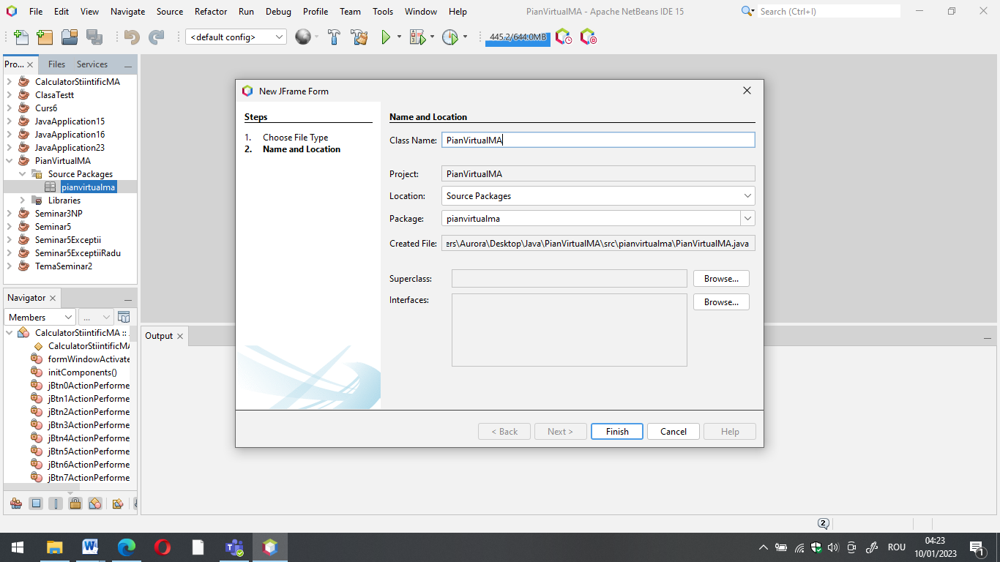 File Edit View Navigate Source Refactor Run Debug Profile Team Tools Window Help
PianVirtualMA - Apache NetBeans IDE 15
Search (Ctrl+I)
<default config>
445.2/644.0MB
Pro... Files Services
CalculatorStiintificMA
ClasaTestt
Curs6
JavaApplication15
JavaApplication16
JavaApplication23
PianVirtualMA
Source Packages
pianvirtualma
Libraries
Seminar3NP
Seminar5
Seminar5Exceptii
Seminar5ExceptiiRadu
TemaSeminar2
Navigator
Members
...
CalculatorStiintificMA :: .
CalculatorStiintificMA
formWindowActivate
initComponents()
jBtn0ActionPerforme
jBtn1ActionPerforme
jBtn2ActionPerforme
jBtn3ActionPerforme
jBtn4ActionPerforme
jBtn5ActionPerforme
jBtn6ActionPerforme
jBtn7ActionPerforme
Output
New JFrame Form
Steps
1. Choose File Type
2. Name and Location
Name and Location
Class Name: PianVirtualMA
Project: PianVirtualMA
Location: Source Packages
Package: pianvirtualma
Created File: ers\Aurora\Desktop\Java\PianVirtualMA\src\pianvirtualma\PianVirtualMA.java
Superclass: Browse...
Interfaces: Browse...
< Back Next > Finish Cancel Help
2
ROU
04:23
10/01/2023
1